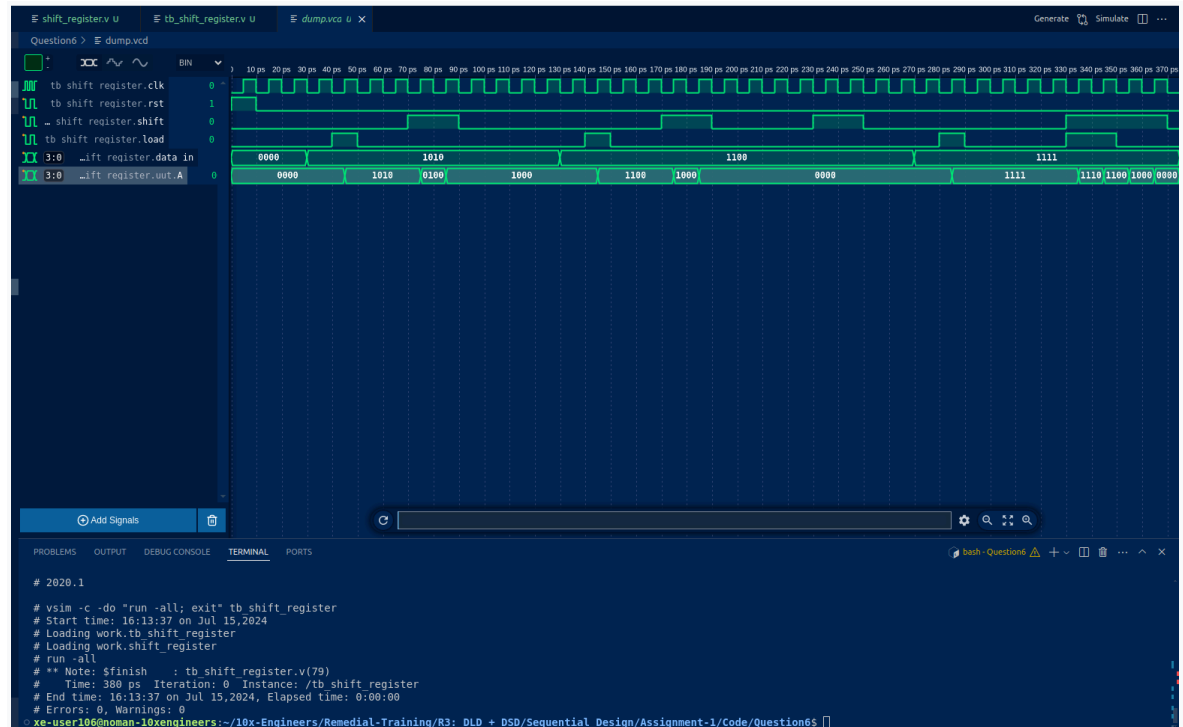 shift_register.v U tb_shift_register.v U dump.vcd U Generate Simulate
Question6 > dump.vcd
BIN 10 ps 20 ps 30 ps 40 ps 50 ps 60 ps 70 ps 80 ps 90 ps 100 ps 110 ps 120 ps 130 ps 140 ps 150 ps 160 ps 170 ps 180 ps 190 ps 200 ps 210 ps 220 ps 230 ps 240 ps 250 ps 260 ps 270 ps 280 ps 290 ps 300 ps 310 ps 320 ps 330 ps 340 ps 350 ps 360 ps 370 ps
tb shift register.clk 0
tb shift register.rst 1
… shift register.shift 0
tb shift register.load 0
3:0 …ift register.data in 0000 1010 1100 1111
3:0 …ift register.uut.A 0 0000 1010 0100 1000 1100 1000 0000 1111 1110 1100 1000 0000
Add Signals
PROBLEMS OUTPUT DEBUG CONSOLE TERMINAL PORTS bash - Question6
# 2020.1
# vsim -c -do "run -all; exit" tb_shift_register
# Start time: 16:13:37 on Jul 15,2024
# Loading work.tb_shift_register
# Loading work.shift_register
# run -all
# ** Note: $finish : tb_shift_register.v(79)
# Time: 380 ps Iteration: 0 Instance: /tb_shift_register
# End time: 16:13:37 on Jul 15,2024, Elapsed time: 0:00:00
# Errors: 0, Warnings: 0
xe-user106@noman-10xengineers:~/10x-Engineers/Remedial-Training/R3: DLD + DSD/Sequential Design/Assignment-1/Code/Question6$